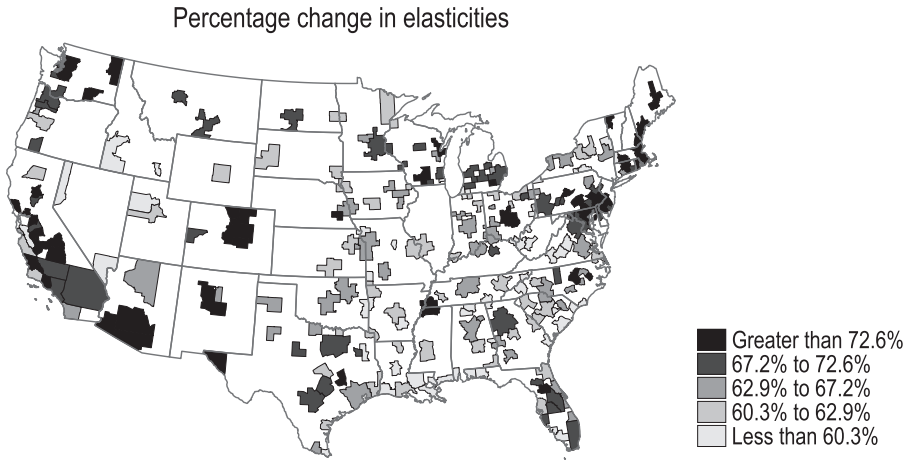 Percentage change in elasticities
Greater than 72.6%
67.2% to 72.6%
62.9% to 67.2%
60.3% to 62.9%
Less than 60.3%